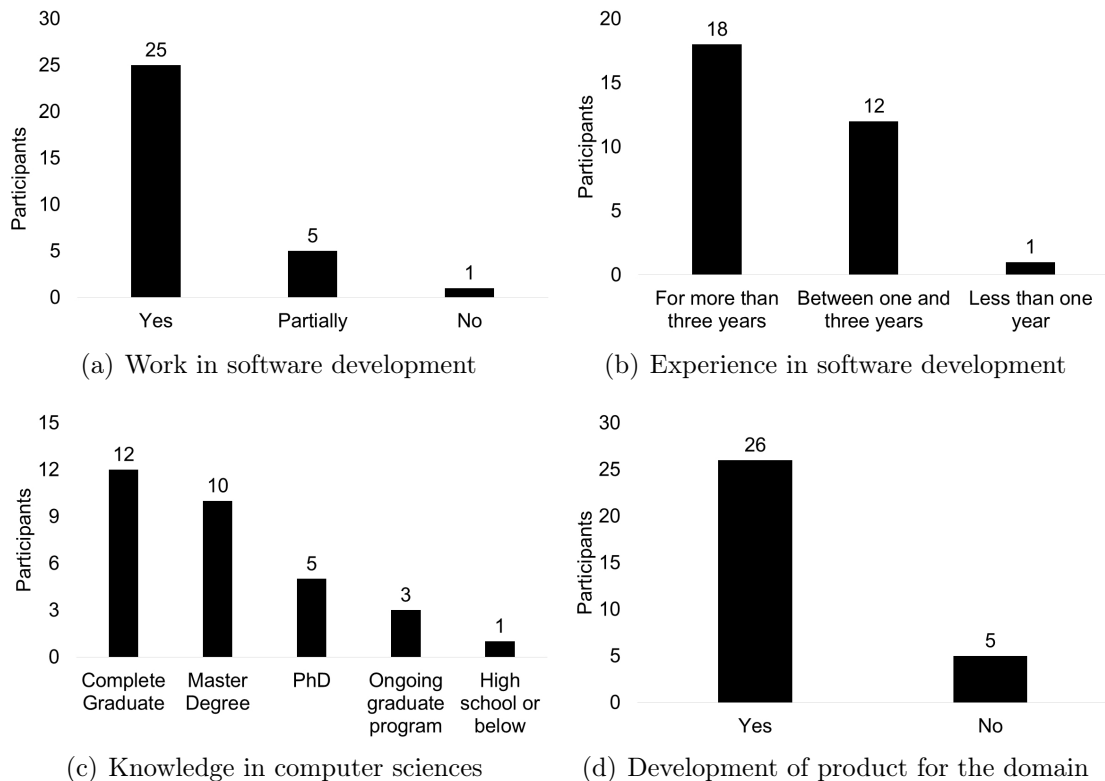 30
25
20
15
10
5
0
Participants
25
5
1
Yes
Partially
No
(a) Work in software development
20
15
10
5
0
Participants
18
12
1
For more than
three years
Between one and
three years
Less than one
year
(b) Experience in software development
15
12
9
6
3
0
Participants
12
10
5
3
1
Complete
Graduate
Master
Degree
PhD
Ongoing
graduate
program
High
school or
below
(c) Knowledge in computer sciences
30
25
20
15
10
5
0
Participants
26
5
Yes
No
(d) Development of product for the domain